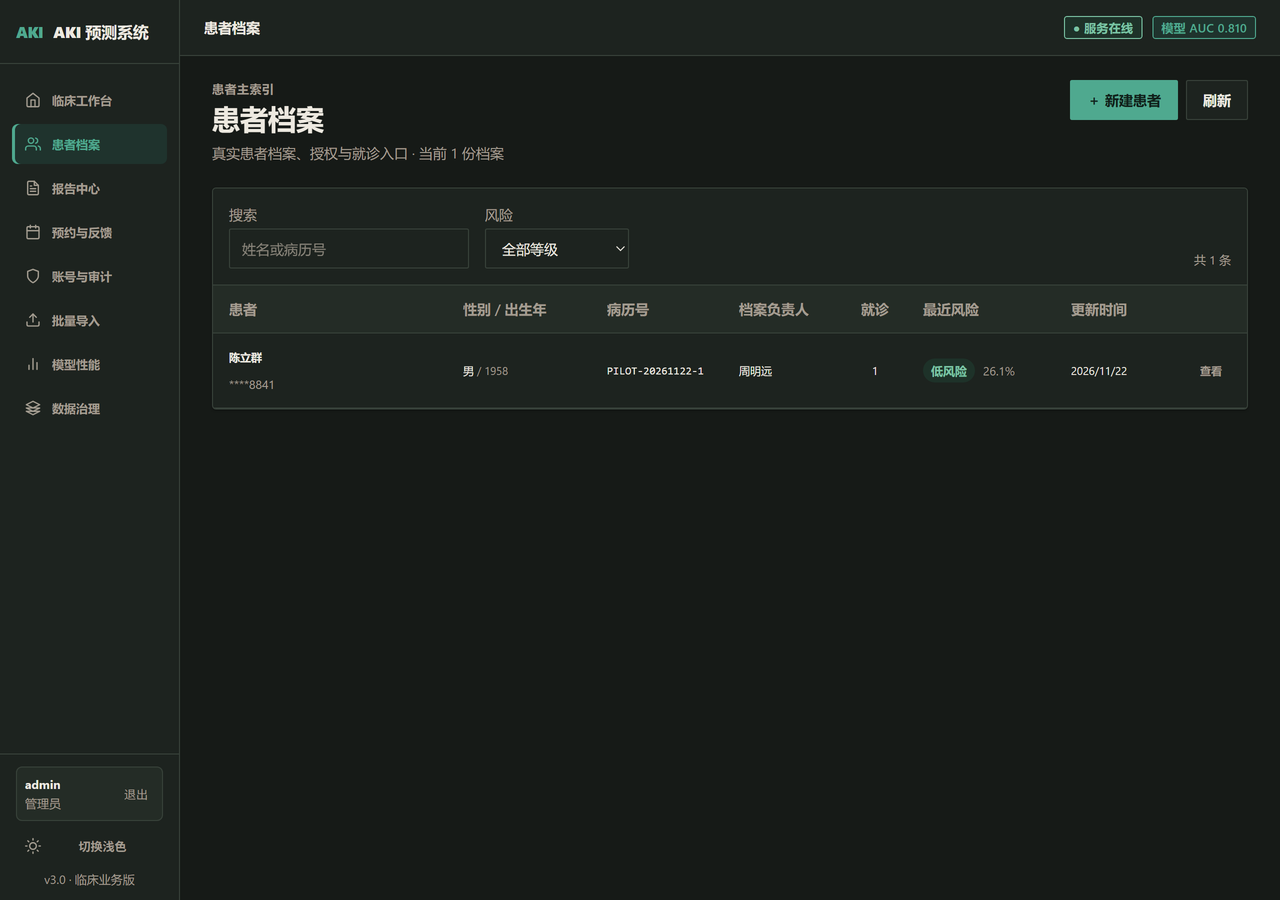 AKI AKI 预测系统
临床工作台
患者档案
报告中心
预约与反馈
账号与审计
批量导入
模型性能
数据治理
admin
管理员
退出
切换浅色
v3.0 · 临床业务版
患者档案
服务在线
模型 AUC 0.810
患者主索引
患者档案
真实患者档案、授权与就诊入口 · 当前 1 份档案
+ 新建患者
刷新
搜索
姓名或病历号
风险
全部等级
共 1 条
患者 性别 / 出生年 病历号 档案负责人 就诊 最近风险 更新时间
陈立群
****8841
男 / 1958 PILOT-20261122-1 周明远 1 低风险 26.1% 2026/11/22 查看